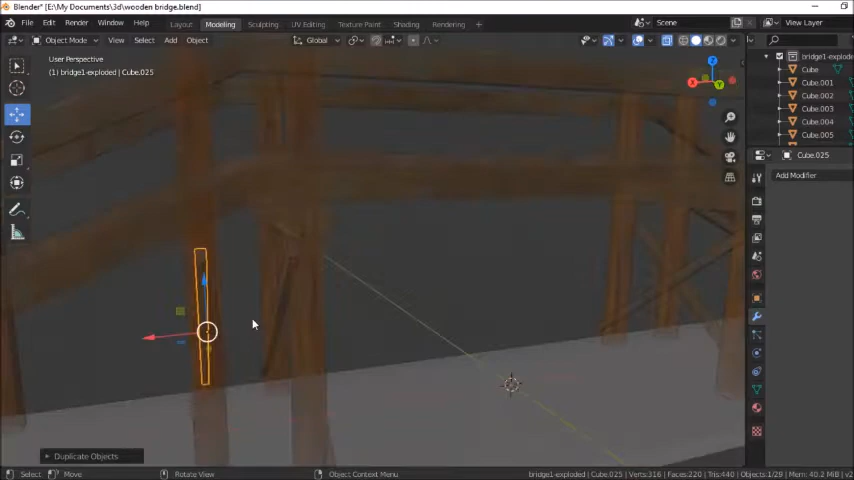 Blender* [E:\My Documents\3d\wooden bridge.blend]
File Edit Render Window Help Layout Modeling Sculpting UV Editing Texture Paint Shading Rendering + Scene View Layer
Object Mode View Select Add Object Global
User Perspective
(1) bridge1-exploded | Cube.025
bridge1-explode
Cube
Cube.001
Cube.002
Cube.003
Cube.004
Cube.005
Cube.025
Add Modifier
X
Y
Z
Duplicate Objects
Select Move Rotate View Object Context Menu bridge1-exploded | Cube.025 | Verts:316 | Faces:220 | Tris:440 | Objects:1/29 | Mem: 40.2 MiB | v2